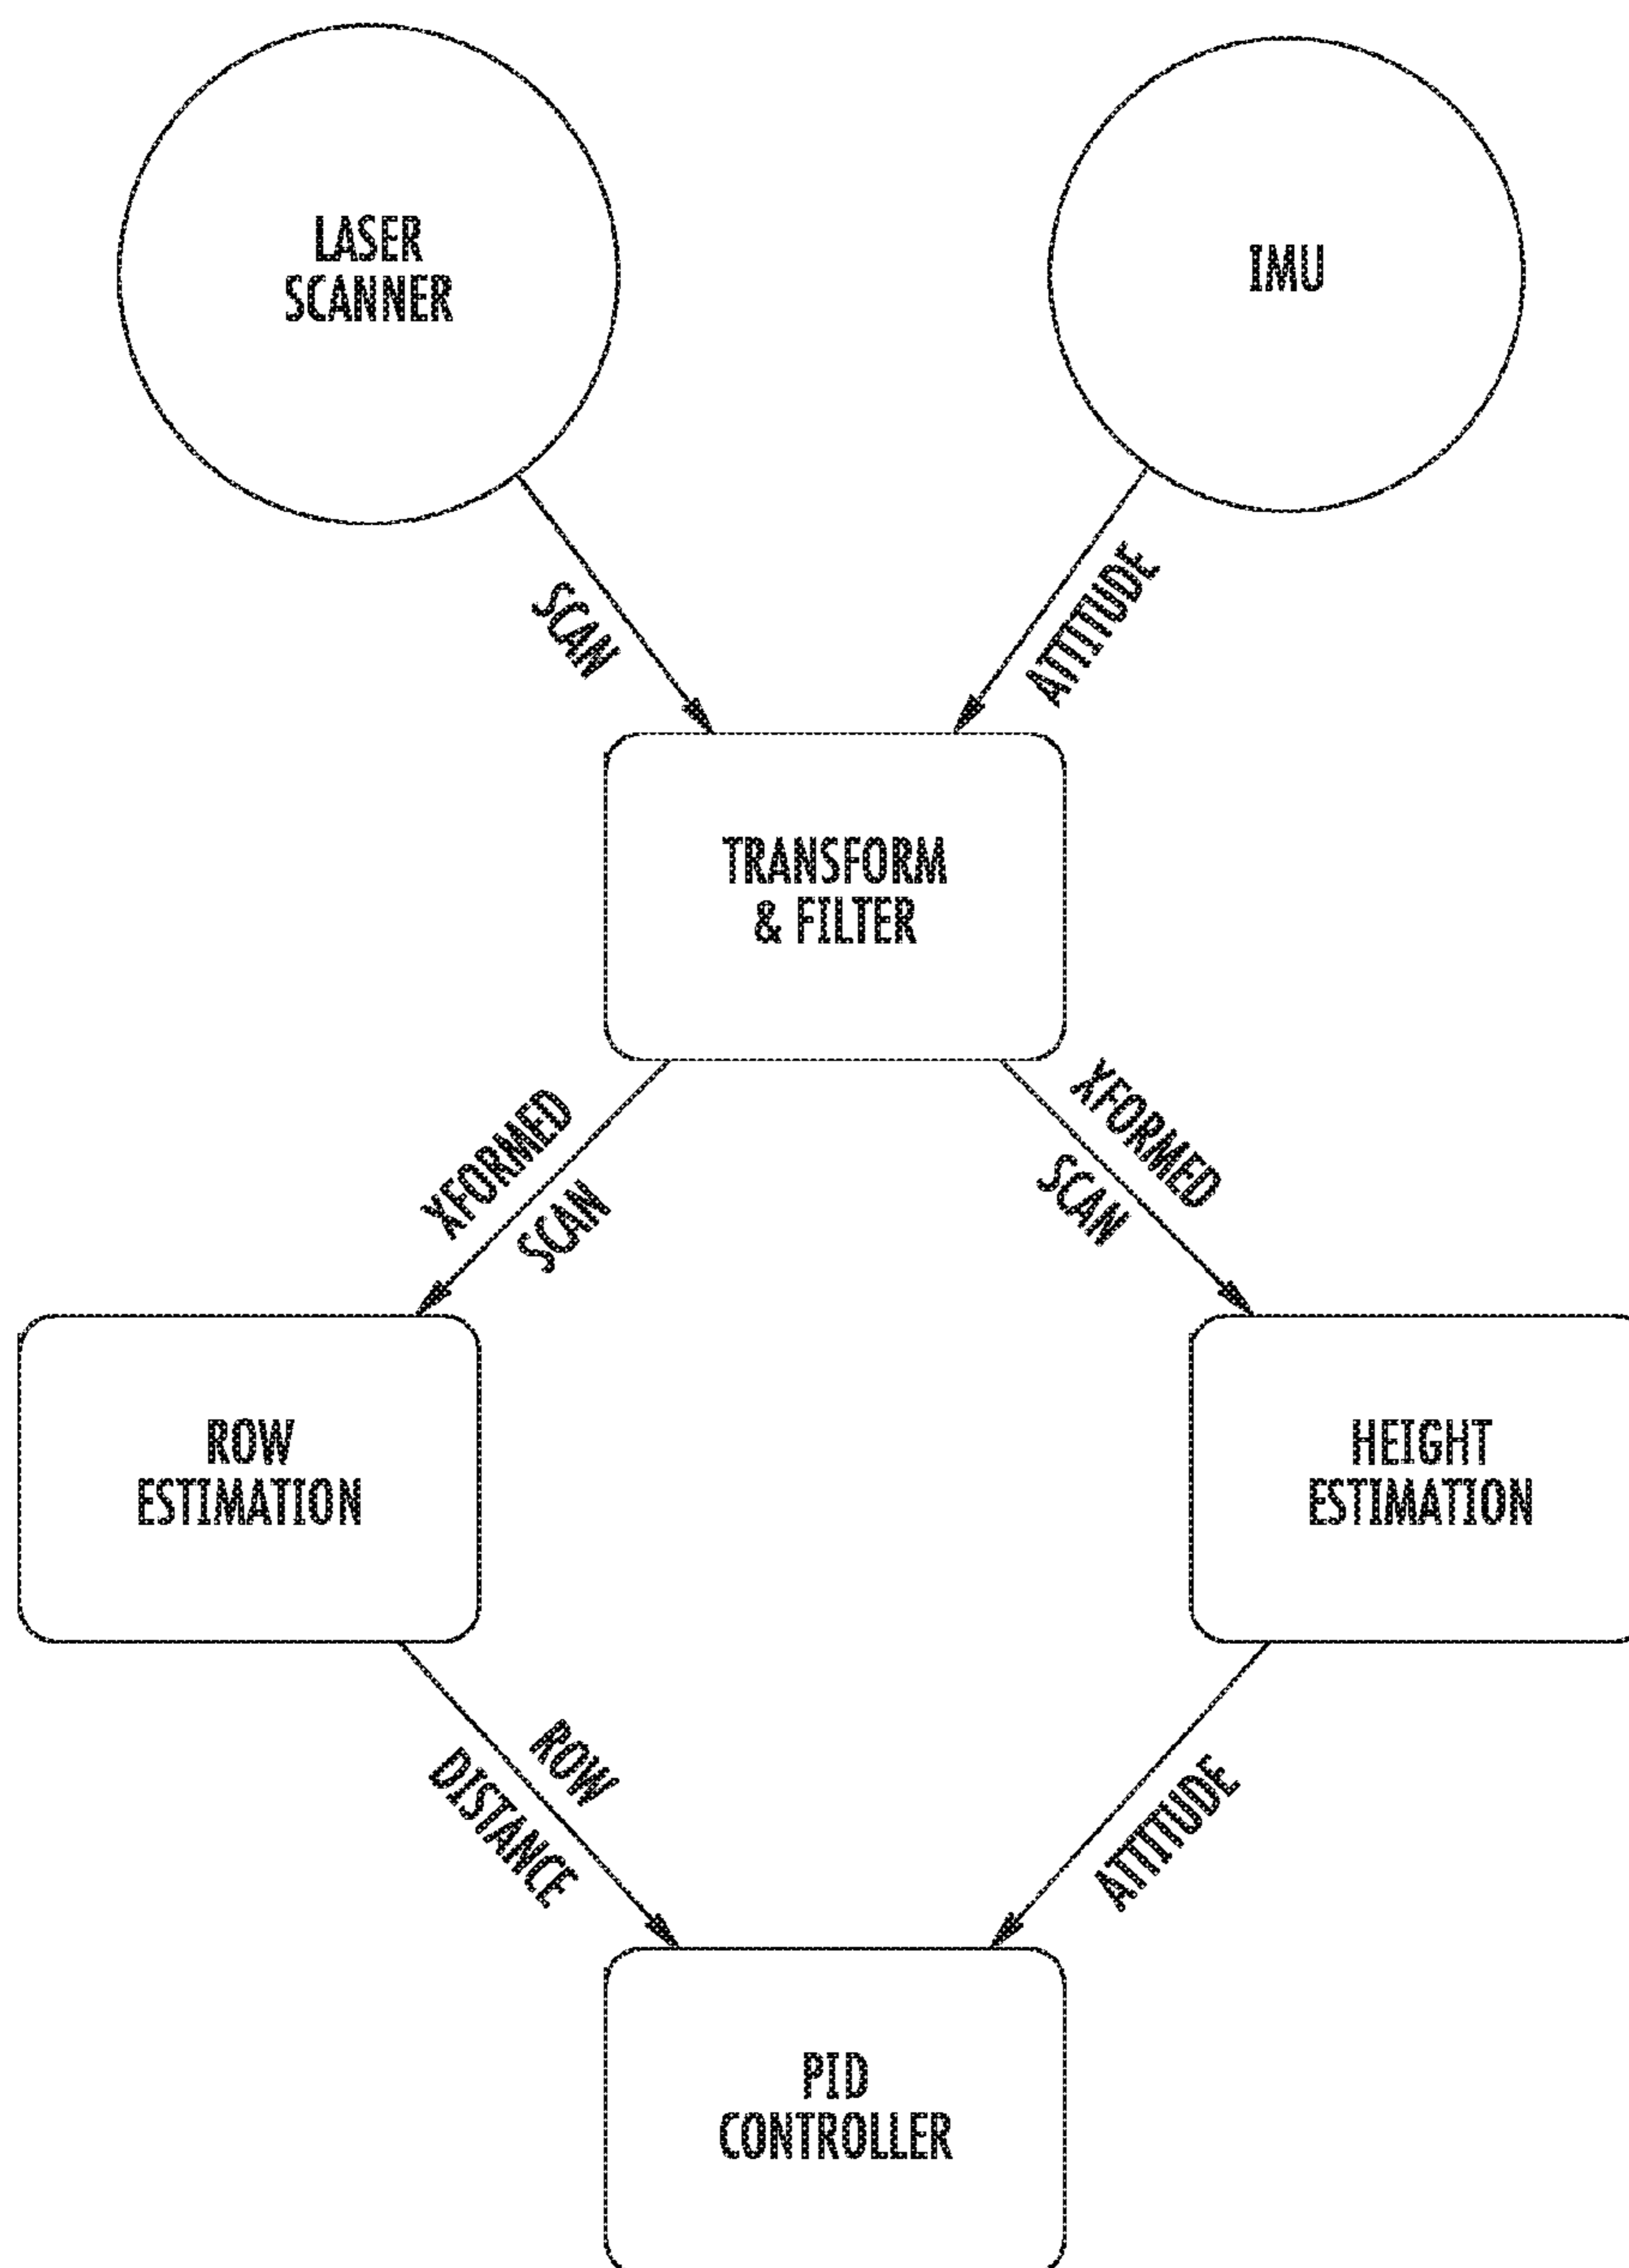 LASER
SCANNER
IMU
SCAN
ATTITUDE
TRANSFORM
& FILTER
XFORMED
SCAN
XFORMED
SCAN
ROW
ESTIMATION
HEIGHT
ESTIMATION
ROW
DISTANCE
ATTITUDE
PID
CONTROLLER